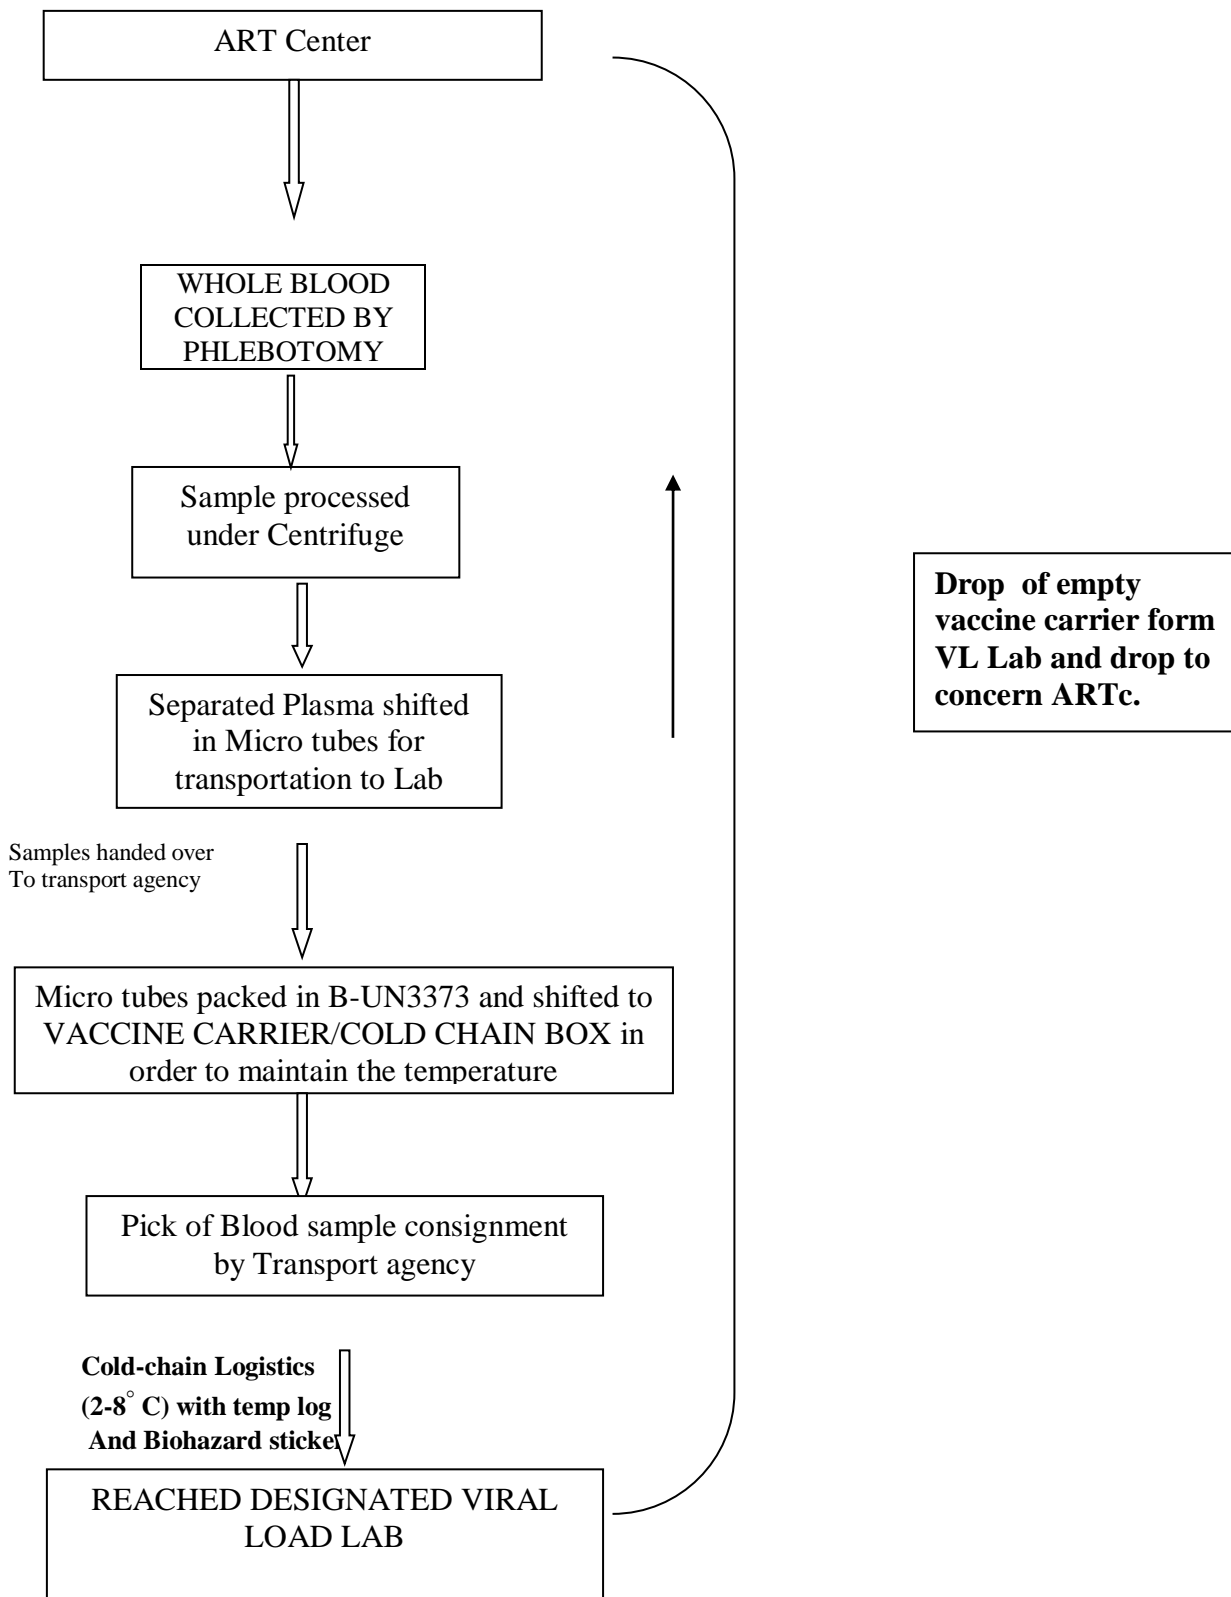 ART Center
WHOLE BLOOD
COLLECTED BY
PHLEBOTOMY
Sample processed
under Centrifuge
Separated Plasma shifted
in Micro tubes for
transportation to Lab
Samples handed over
To transport agency
Micro tubes packed in B-UN3373 and shifted to
VACCINE CARRIER/COLD CHAIN BOX in
order to maintain the temperature
Pick of Blood sample consignment
by Transport agency
Cold-chain Logistics
(2-8° C) with temp log
And Biohazard sticker
REACHED DESIGNATED VIRAL
LOAD LAB
Drop of empty
vaccine carrier form
VL Lab and drop to
concern ARTc.